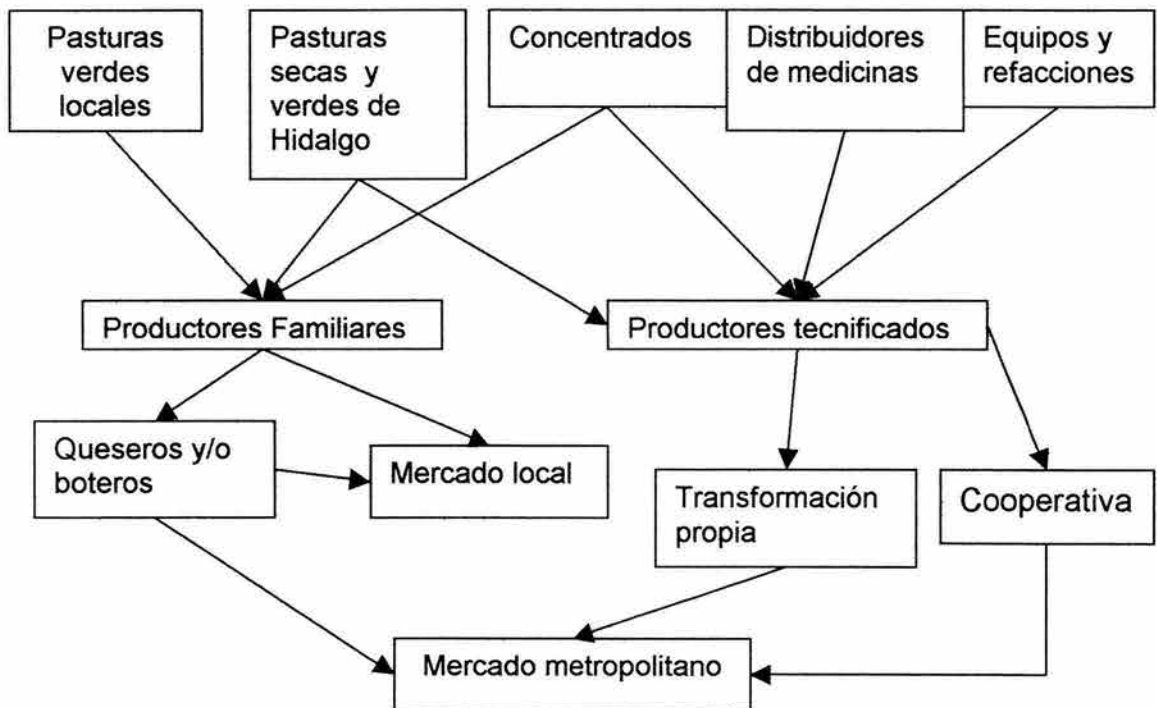 Pasturas
verdes
locales
Pasturas
secas y
verdes de
Hidalgo
Concentrados
Distribuidores
de medicinas
Equipos y
refacciones
Productores Familiares
Productores tecnificados
Queseros y/o
boteros
Mercado local
Transformación
propia
Cooperativa
Mercado metropolitano